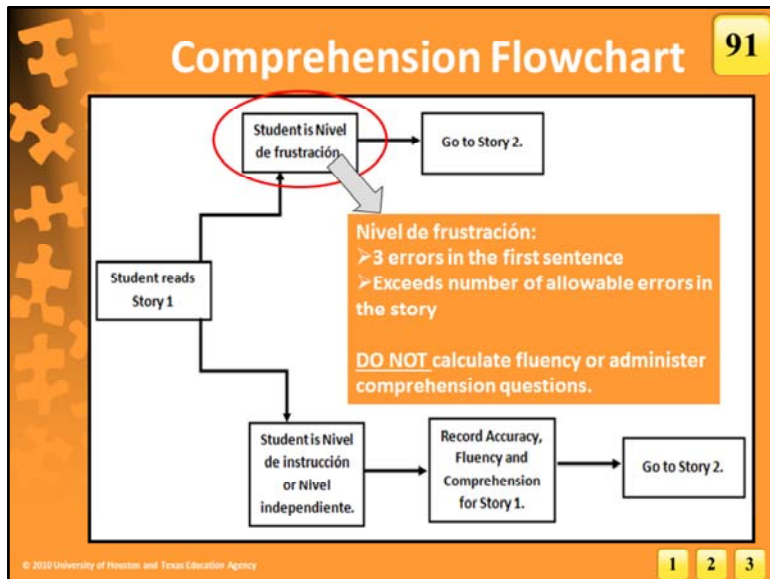 Comprehension Flowchart
91
Student is Nivel
de frustración.
Go to Story 2.
Nivel de frustración:
➢3 errors in the first sentence
➢Exceeds number of allowable errors in
the story
DO NOT calculate fluency or administer
comprehension questions.
Student reads
Story 1
Student is Nivel
de instrucción
or Nivel
independiente.
Record Accuracy,
Fluency and
Comprehension
for Story 1.
Go to Story 2.
© 2010 University of Houston and Texas Education Agency
1 2 3